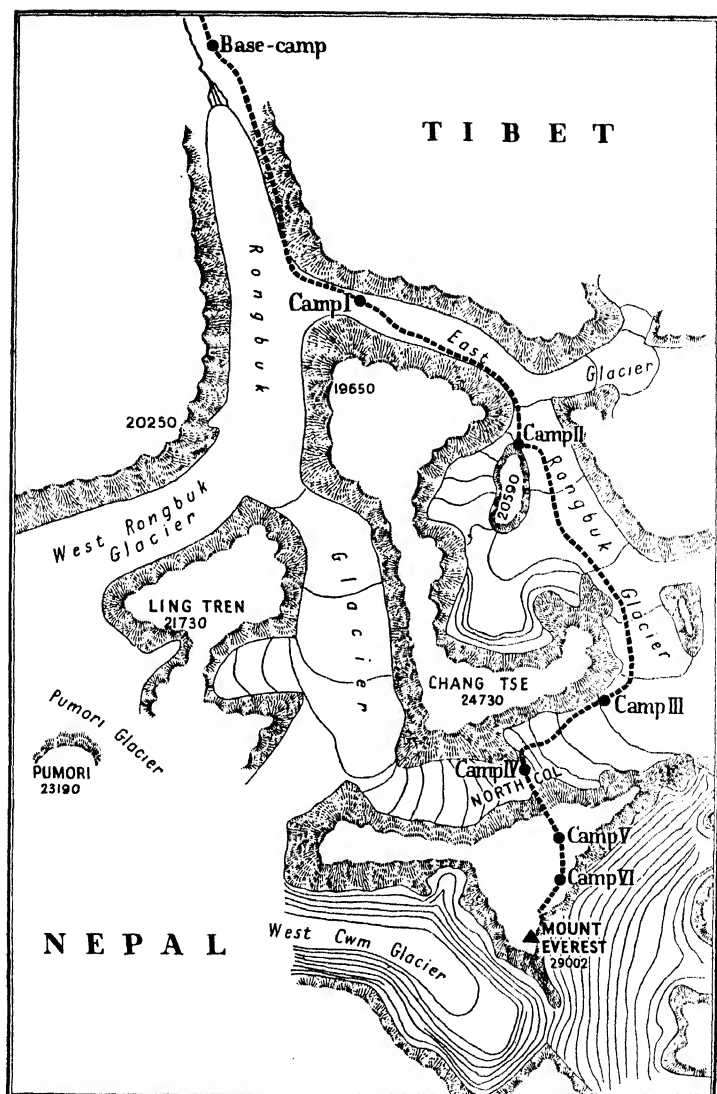 Base-camp
TIBET
Rongbuk
Camp I
East
Glacier
19650
20250
Camp II
20390
Rongbuk
West Rongbuk
Glacier
Glacier
LING TREN
21730
Glacier
CHANG TSE
24730
Pumori Glacier
Camp III
PUMORI
23190
Camp IV
NORTH COL
Camp V
Camp VI
NEPAL
West Cwm Glacier
MOUNT
EVEREST
29002